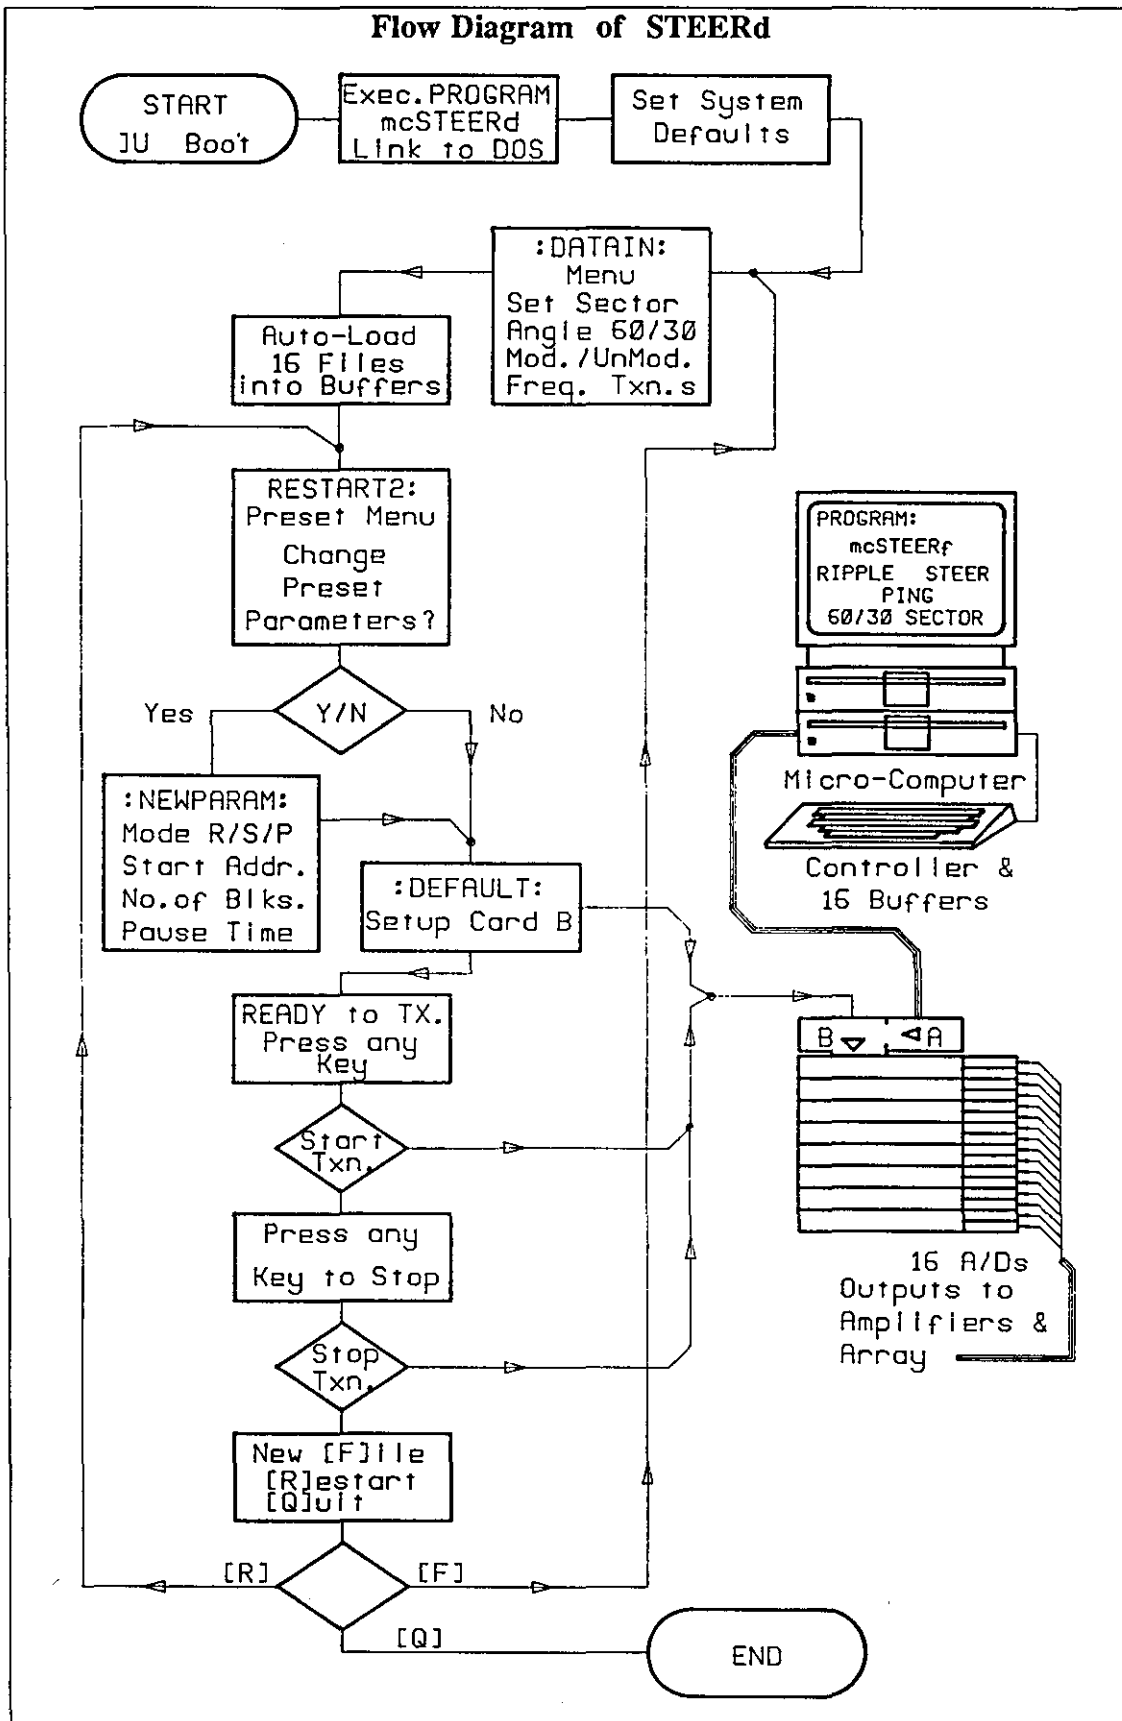 Flow Diagram of STEERd
START
]U Boo't
Exec.PROGRAM
mcSTEERd
Link to DOS
Set System
Defaults
:DATAIN:
Menu
Set Sector
Angle 60/30
Mod./UnMod.
Freq. Txn.s
Auto-Load
16 Files
into Buffers
RESTART2:
Preset Menu
Change
Preset
Parameters?
Yes
Y/N
No
:NEWPARAM:
Mode R/S/P
Start Addr.
No.of Blks.
Pause Time
:DEFAULT:
Setup Card B
READY to TX.
Press any
Key
Start
Txn.
Press any
Key to Stop
Stop
Txn.
New [F]ile
[R]estart
[Q]uit
[R]
[F]
[Q]
END
PROGRAM:
mcSTEERf
RIPPLE STEER
PING
60/30 SECTOR
Micro-Computer
Controller &
16 Buffers
B
A
16 A/Ds
Outputs to
Amplifiers &
Array